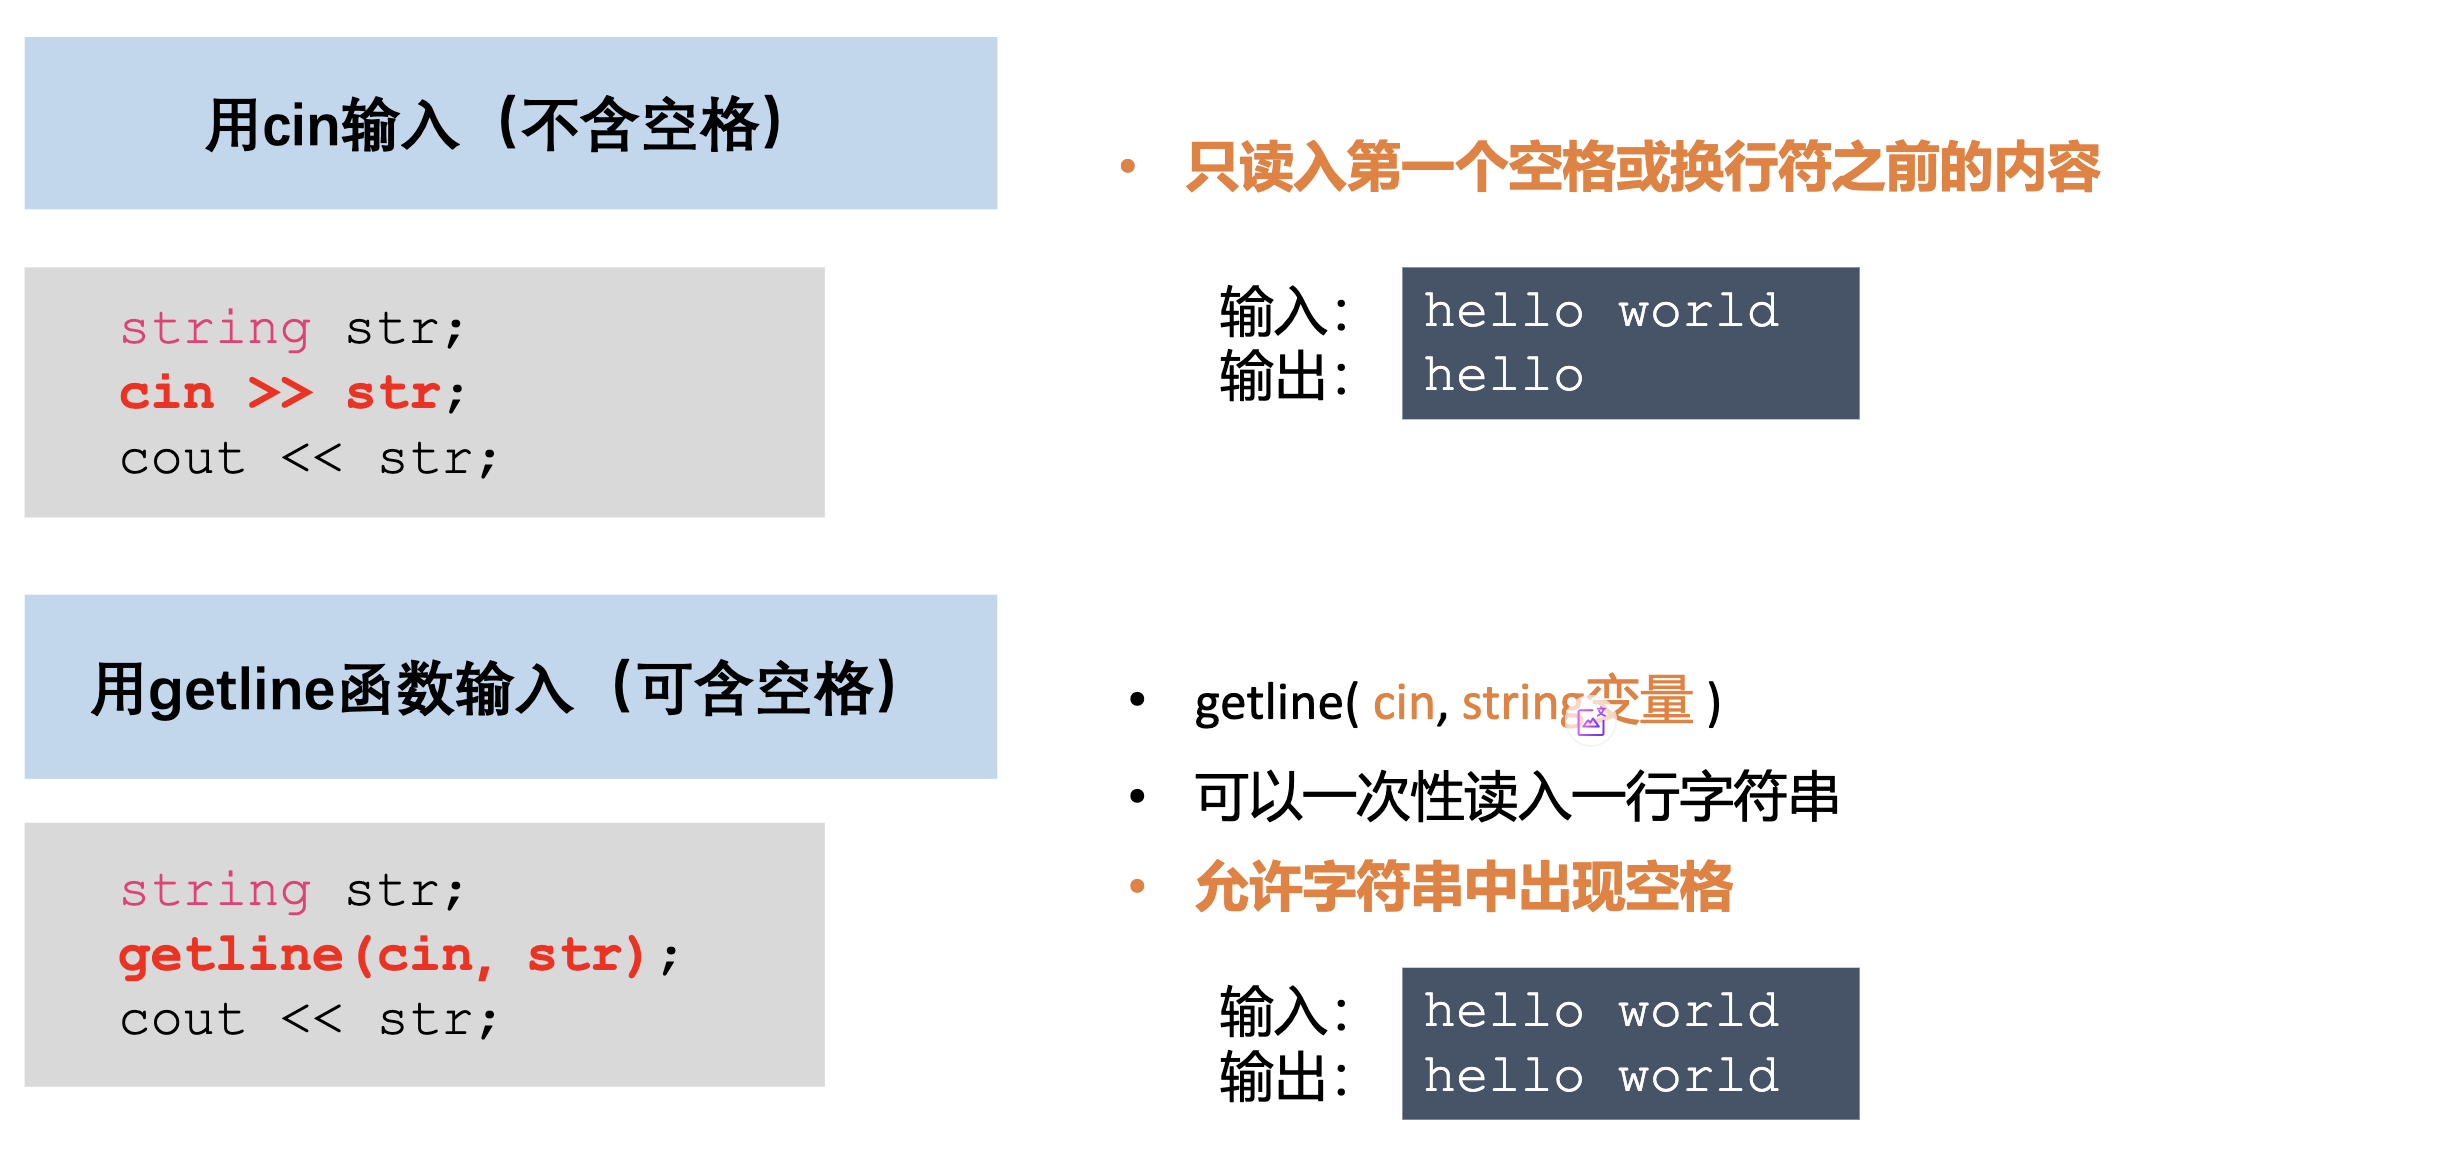 用cin输入（不含空格）
• 只读入第一个空格或换行符之前的内容
string str;
cin >> str;
cout << str;
输入： hello world
输出： hello
用getline函数输入（可含空格）
• getline( cin, string变量 )
• 可以一次性读入一行字符串
• 允许字符串中出现空格
string str;
getline(cin, str);
cout << str;
输入： hello world
输出： hello world